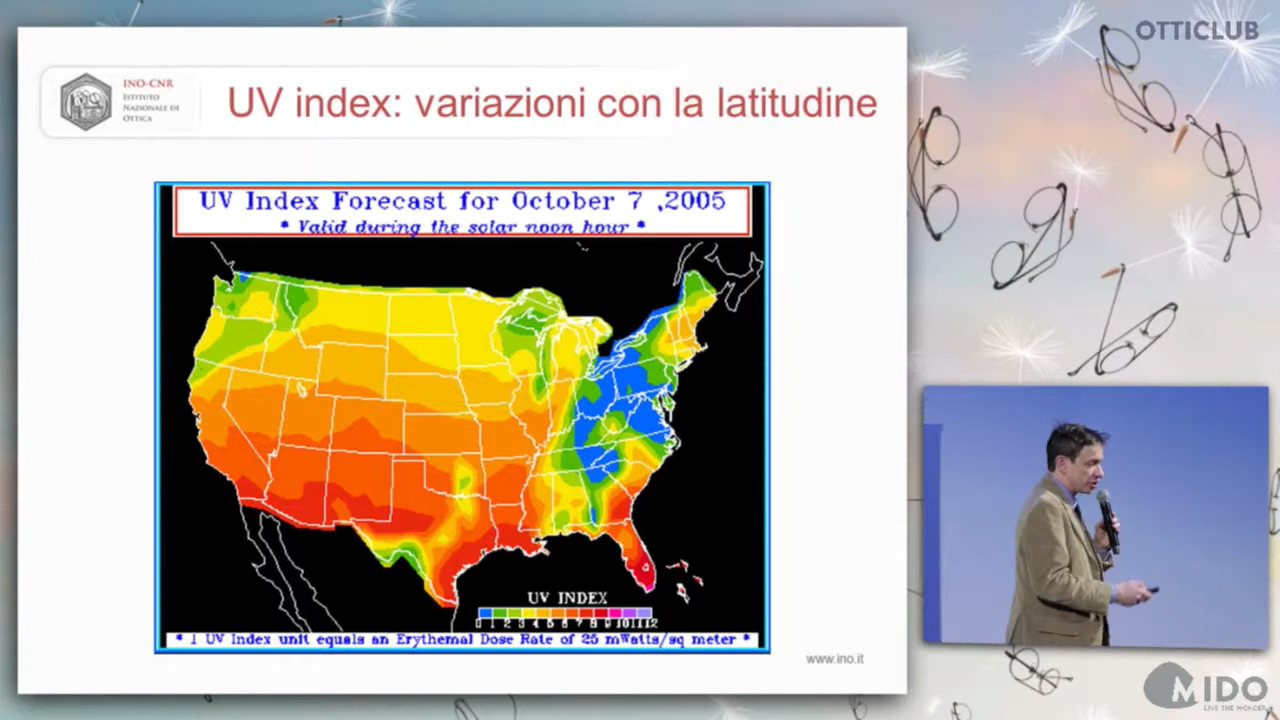 OTTICLUB
INO-CNR
ISTITUTO
NAZIONALE DI
OTTICA
UV index: variazioni con la latitudine
UV Index Forecast for October 7 ,2005
* Valid during the solar noon hour *
UV INDEX
0 1 2 3 4 5 6 7 8 9 10 11 12
* 1 UV Index unit equals an Erythemal Dose Rate of 25 mWatts/sq meter *
www.ino.it
MIDO
LIVE THE WONDER